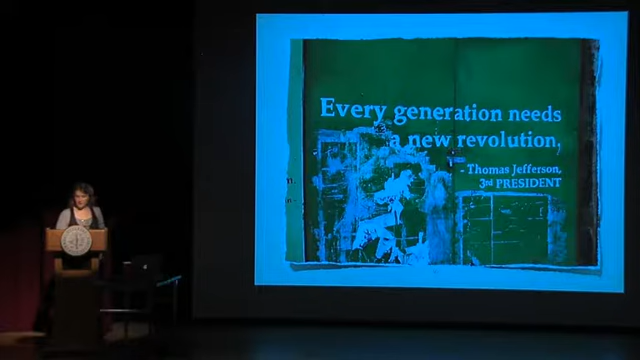 Every generation needs
a new revolution,
- Thomas Jefferson,
3rd PRESIDENT
n.
n-